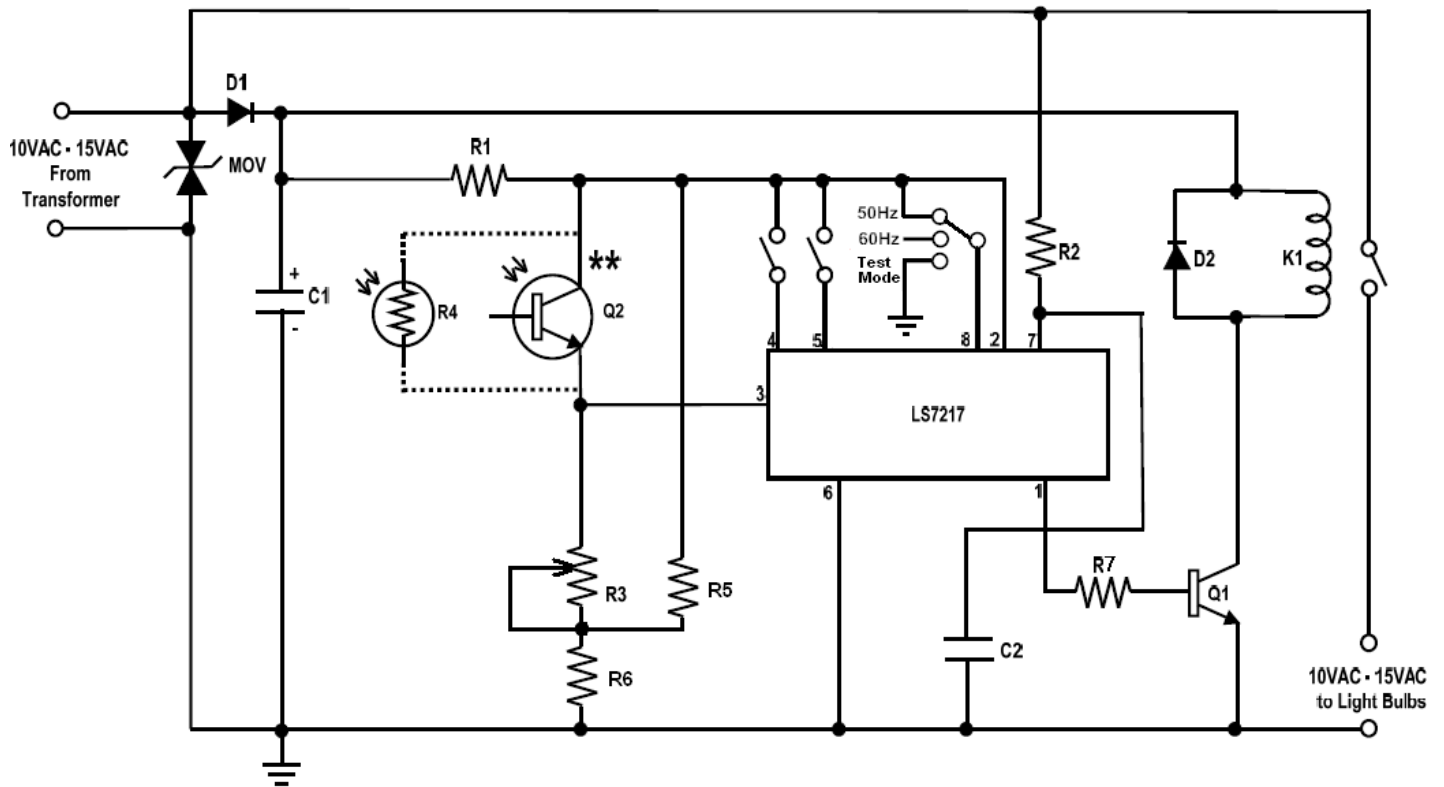 D1
10VAC - 15VAC
From
Transformer
MOV
R1
50Hz
60Hz
Test
Mode
R2
D2
K1
+
C1
-
R4
**
Q2
4
5
8
2
7
3
LS7217
6
1
R3
R5
R7
Q1
R6
C2
10VAC - 15VAC
to Light Bulbs